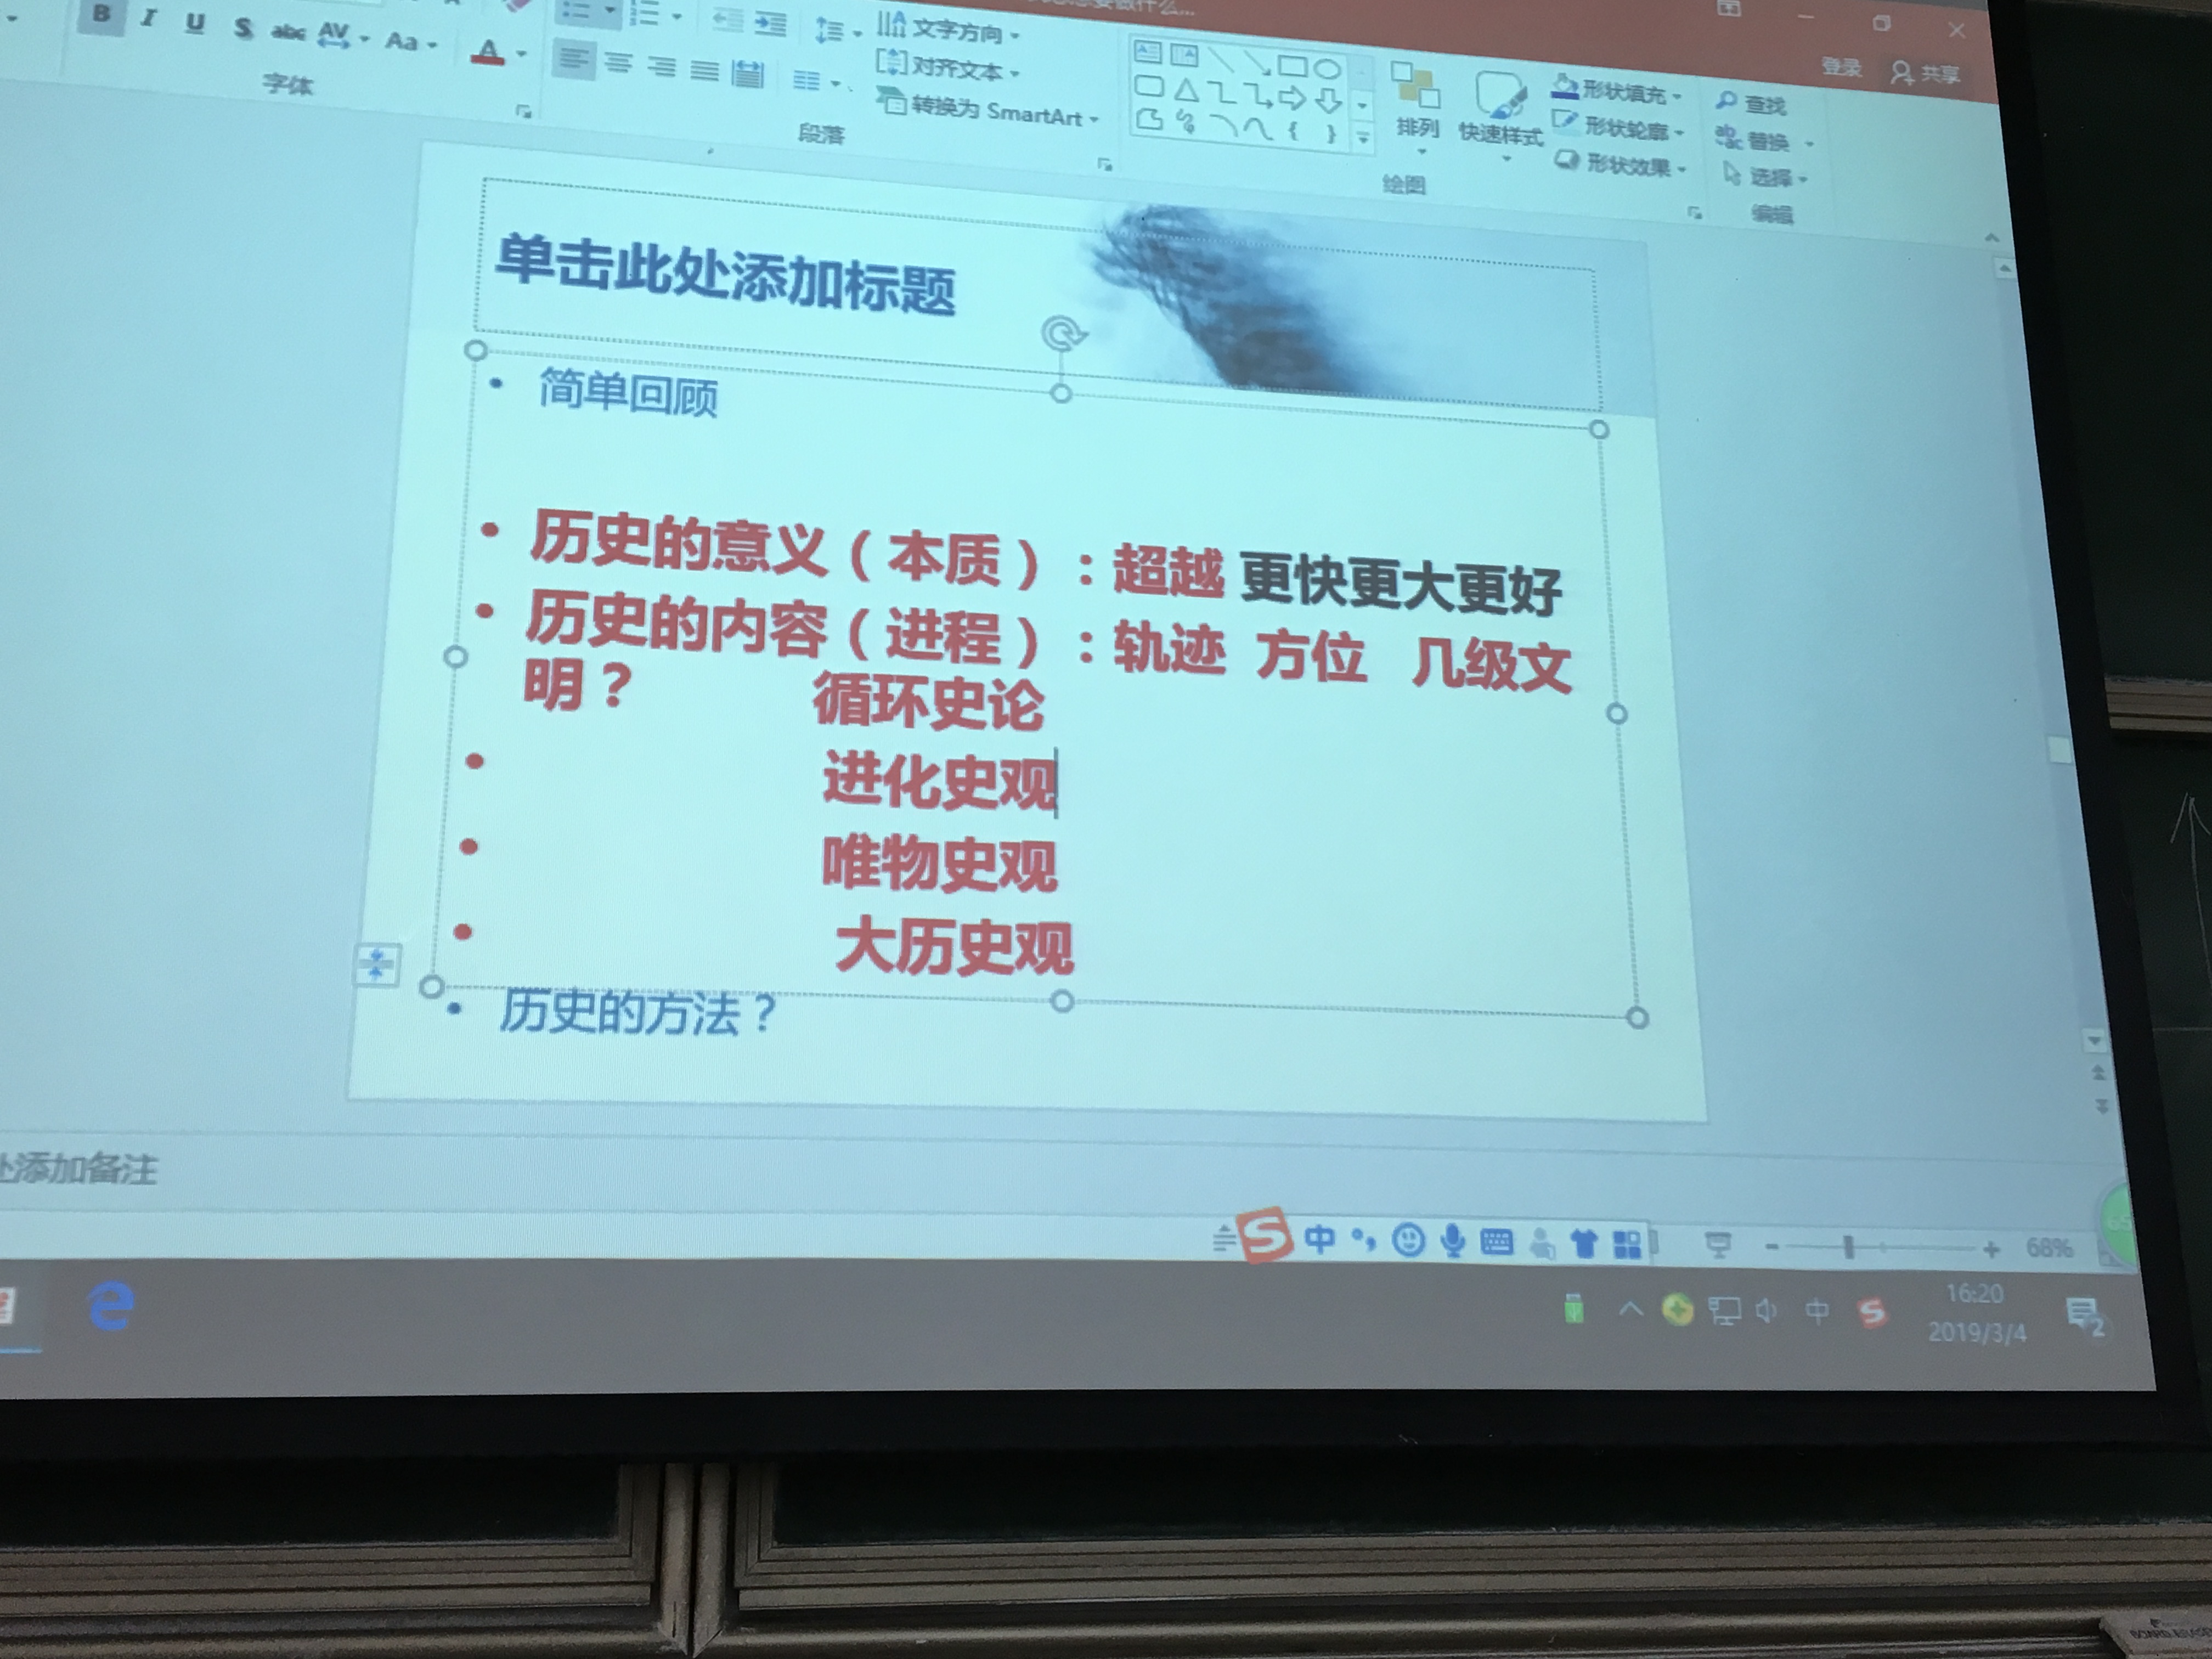 登录 共享
B I U S abc AV Aa A
文字方向
对齐文本
转换为 SmartArt
字体
段落
排列
快速样式
形状填充
形状轮廓
形状效果
绘图
查找
替换
选择
编辑
单击此处添加标题
• 简单回顾
• 历史的意义（本质）：超越 更快更大更好
• 历史的内容（进程）：轨迹 方位 几级文
明？ 循环史论
• 进化史观
• 唯物史观
• 大历史观
• 历史的方法？
处添加备注
中
68%
中
16:20
2019/3/4
2